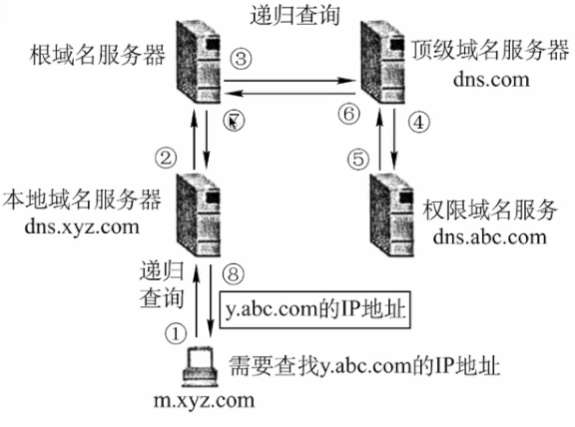 递归查询
根域名服务器
③
顶级域名服务器
dns.com
⑦
⑥
④
②
⑤
本地域名服务器
dns.xyz.com
权限域名服务
dns.abc.com
递归
查询
⑧
①
y.abc.com的IP地址
需要查找y.abc.com的IP地址
m.xyz.com